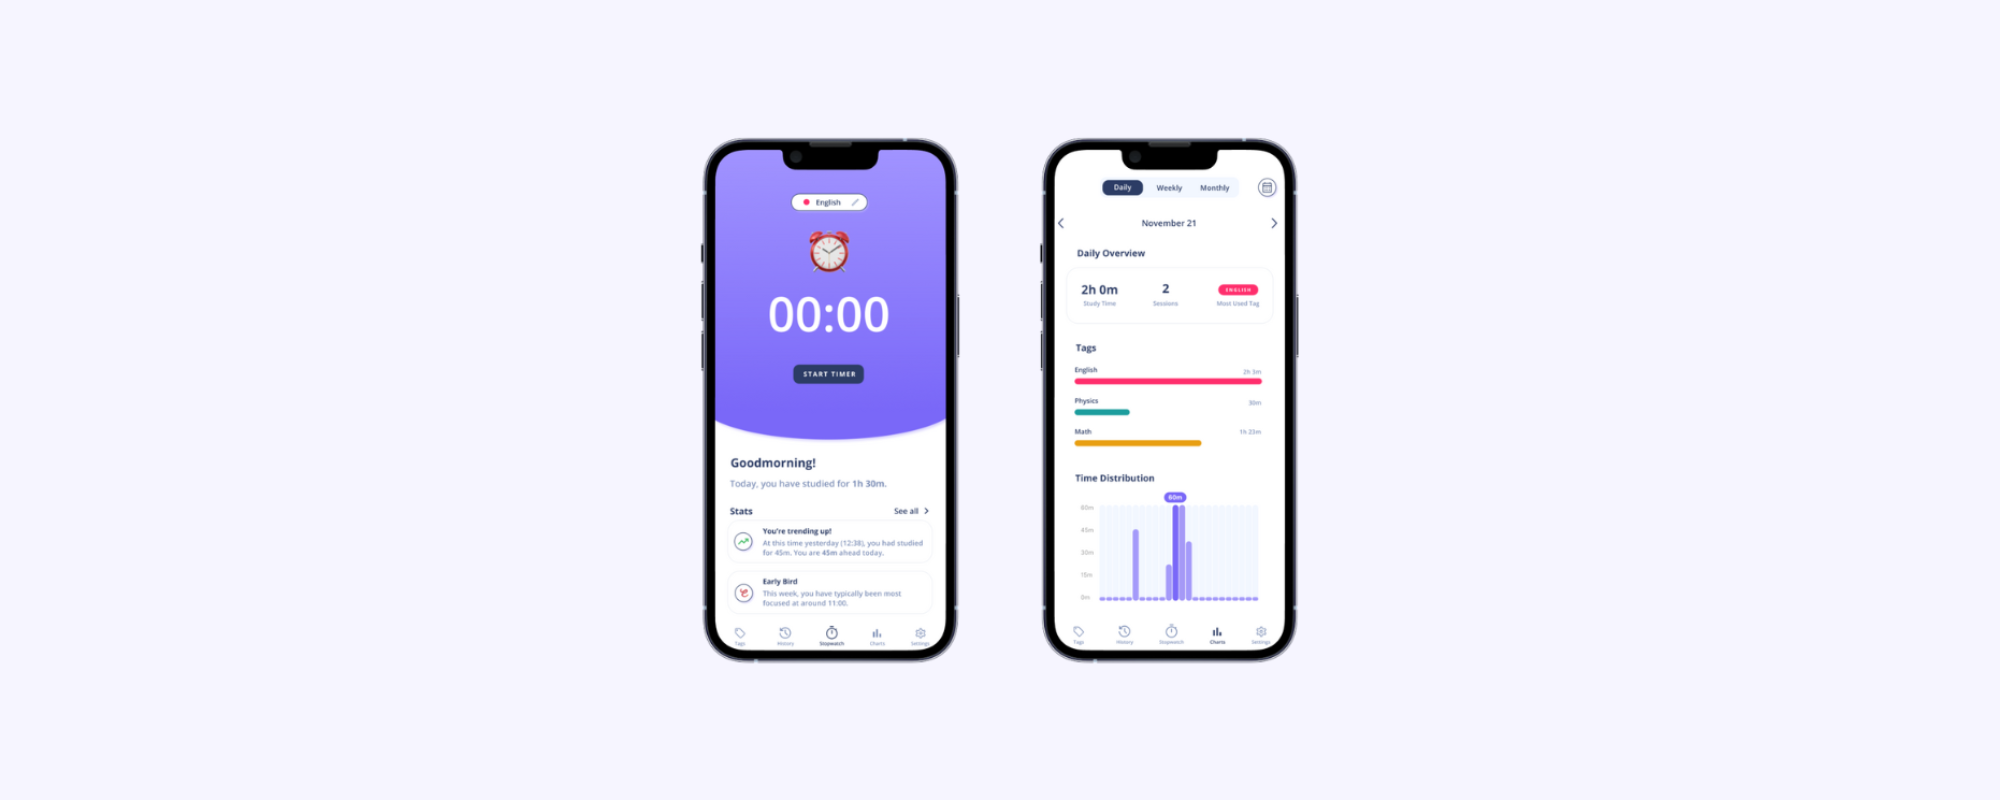 English
00:00
START TIMER
Goodmorning!
Today, you have studied for 1h 30m.
Stats
See all
You're trending up!
At this time yesterday (12:38), you had studied
for 45m. You are 45m ahead today.
Early Bird
This week, you have typically been most
focused at around 11:00.
Tags
History
Stopwatch
Charts
Settings
Daily
Weekly
Monthly
November 21
Daily Overview
2h 0m
Study Time
2
Sessions
ENGLISH
Most Used Tag
Tags
English
2h 3m
Physics
30m
Math
1h 23m
Time Distribution
60m
60m
45m
30m
15m
0m
Tags
History
Stopwatch
Charts
Settings